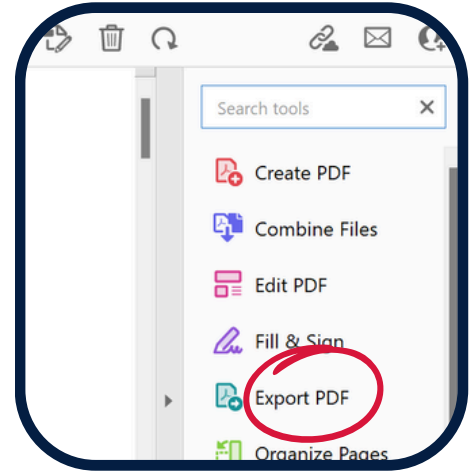 Search tools
Create PDF
Combine Files
Edit PDF
Fill & Sign
Export PDF
Organize Pages